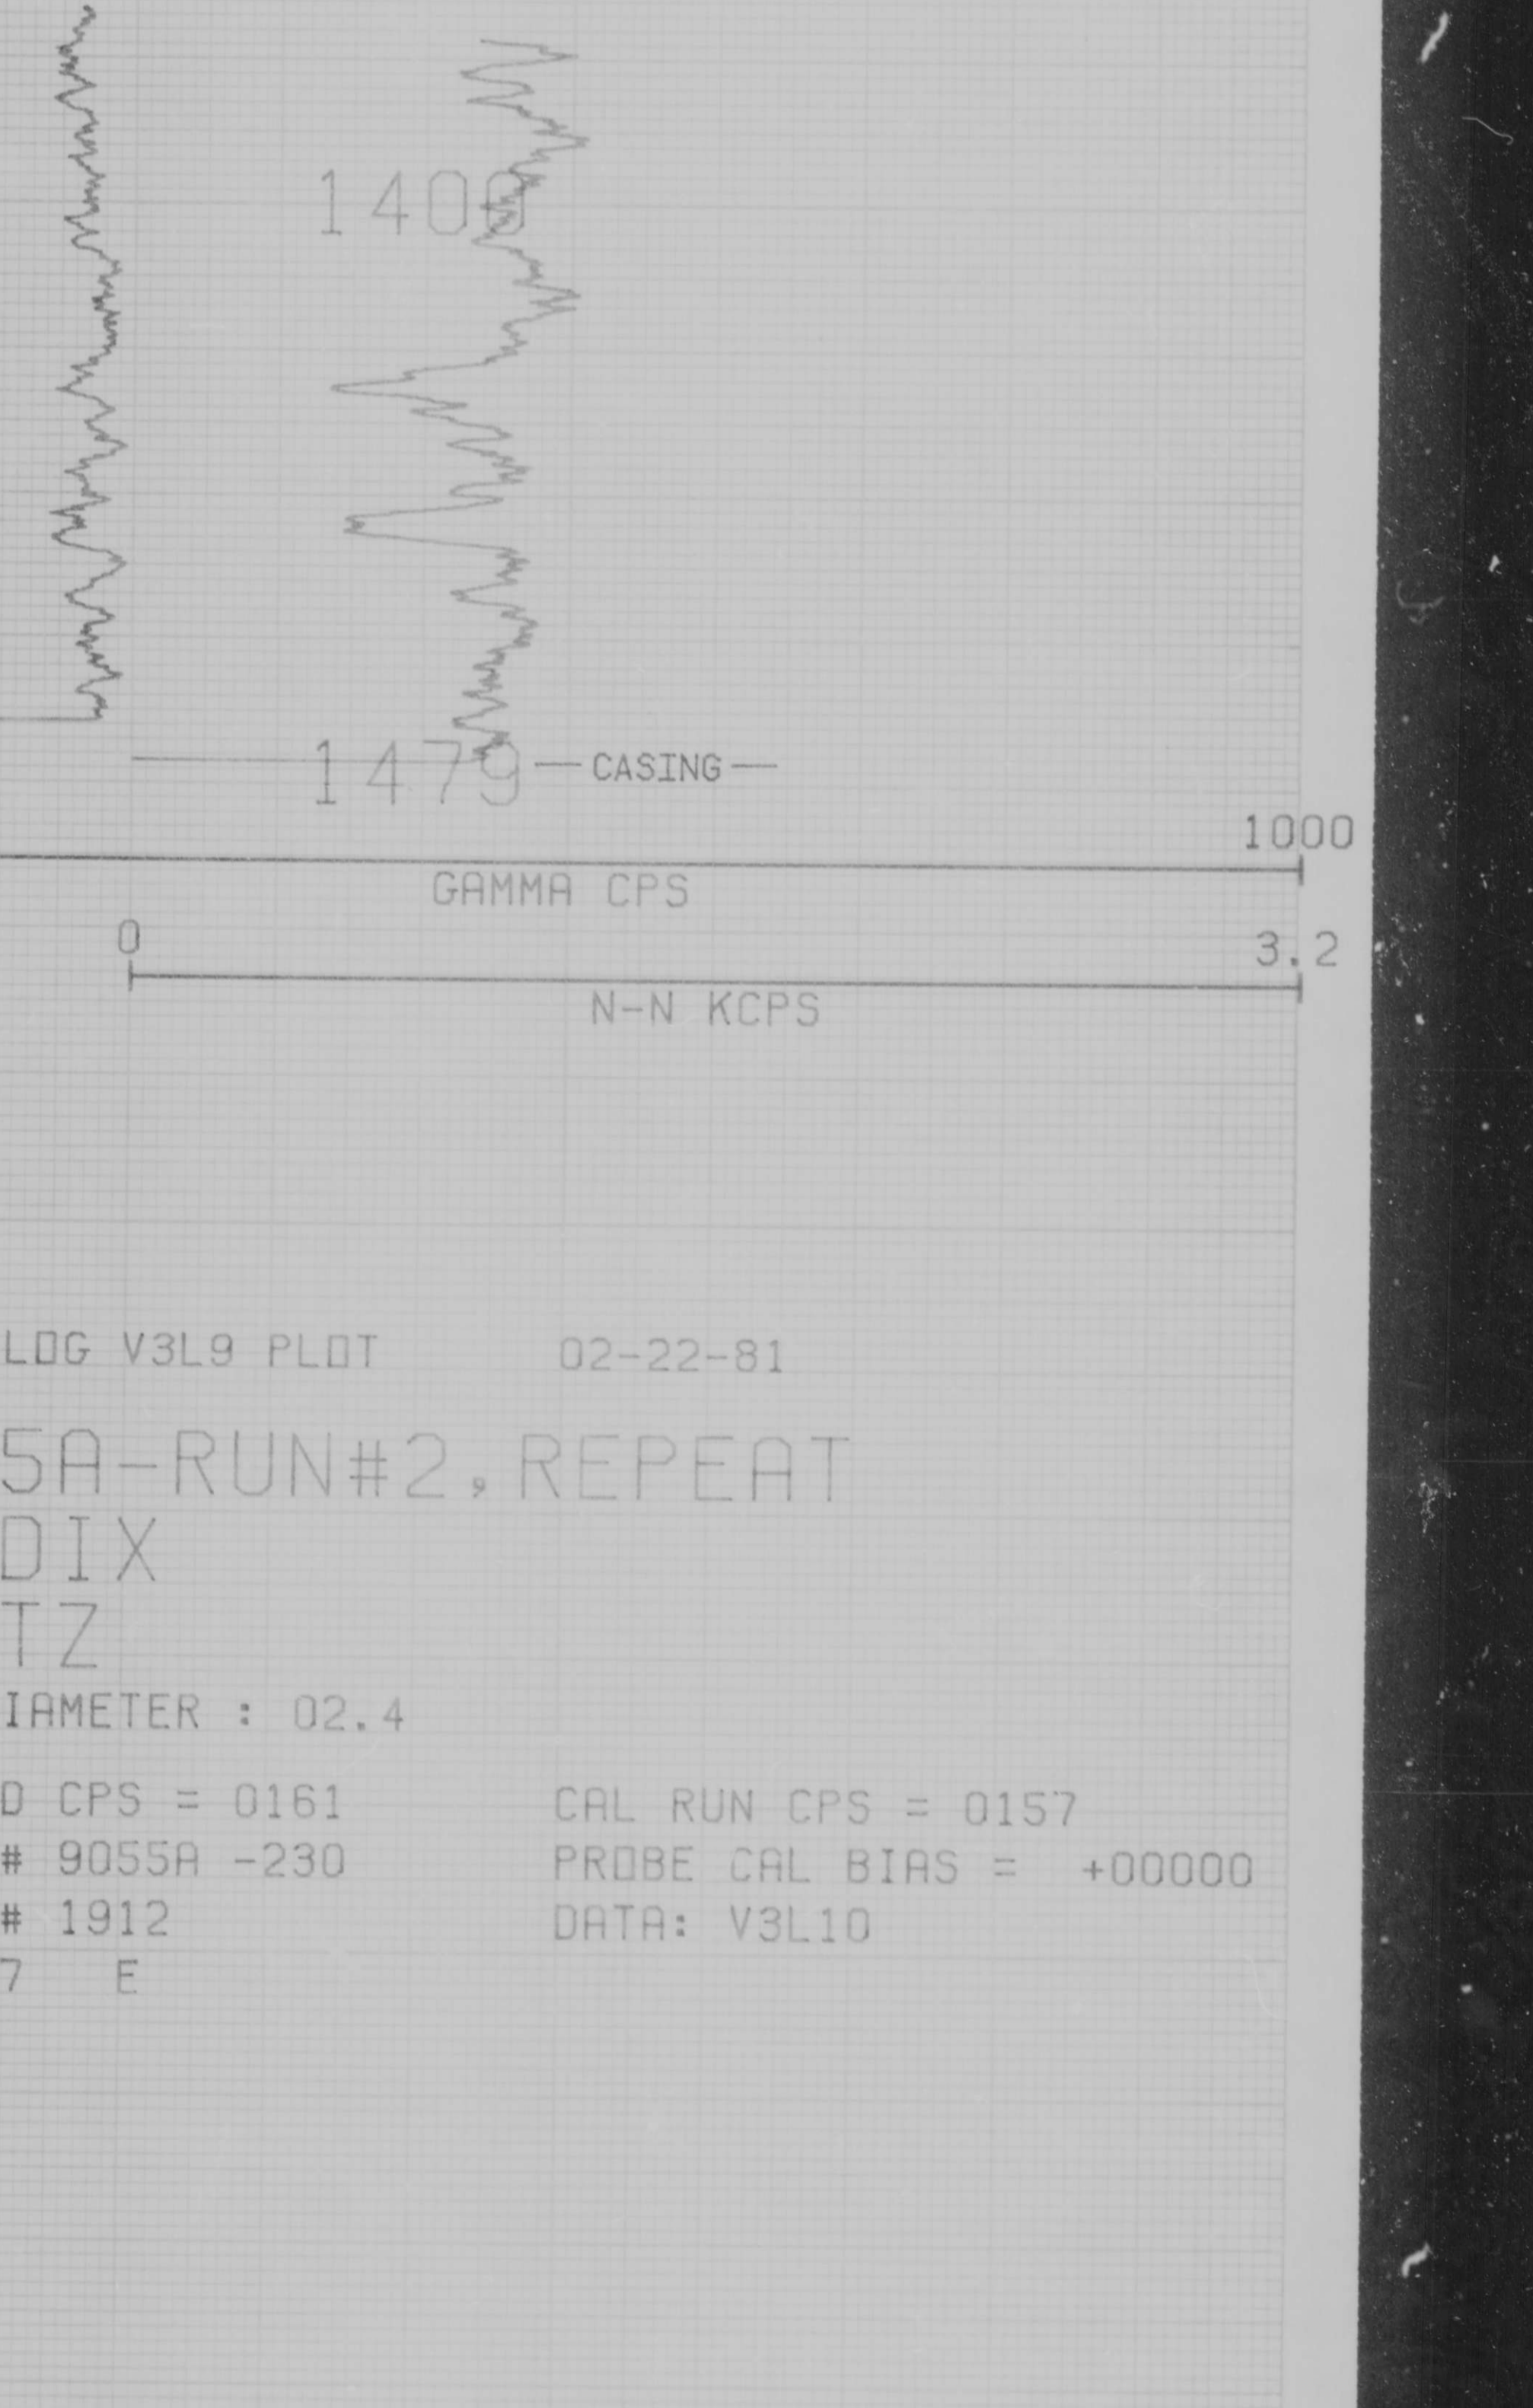 1400
1479 — CASING —
1000
GAMMA CPS
0 3.2
N-N KCPS
LOG V3L9 PLOT 02-22-81
5A-RUN#2,REPEAT
DIX
TZ
IAMETER : 02.4
D CPS = 0161 CAL RUN CPS = 0157
# 9055A -230 PROBE CAL BIAS = +00000
# 1912 DATA: V3L10
7 E